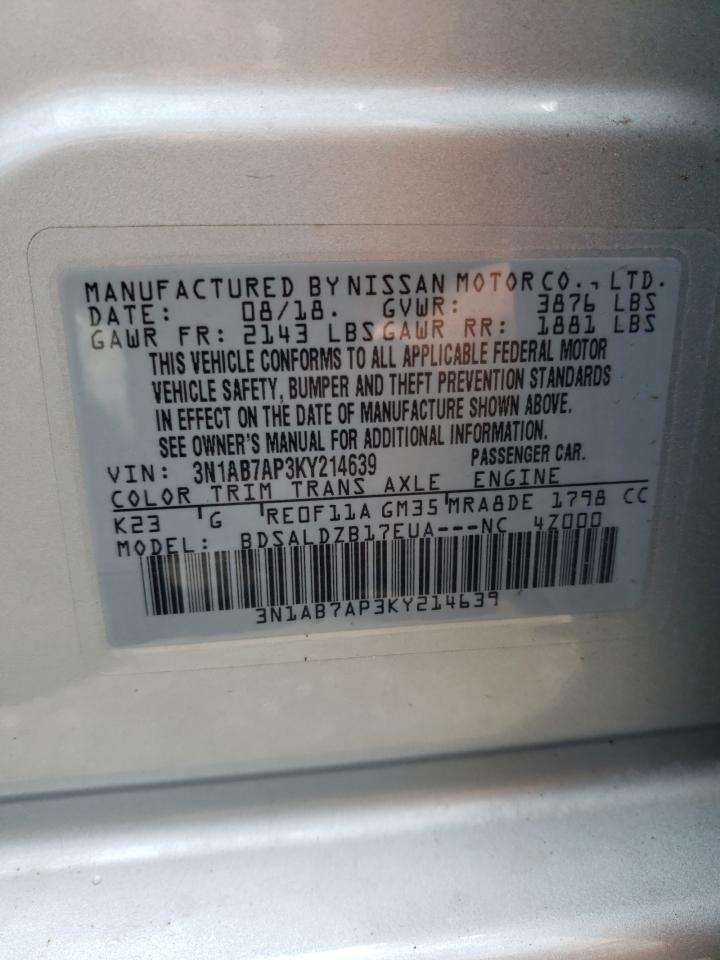 MANUFACTURED BY NISSAN MOTOR CO., LTD.
DATE: 08/18. GVWR: 3876 LBS
GAWR FR: 2143 LBS GAWR RR: 1881 LBS
THIS VEHICLE CONFORMS TO ALL APPLICABLE FEDERAL MOTOR
VEHICLE SAFETY, BUMPER AND THEFT PREVENTION STANDARDS
IN EFFECT ON THE DATE OF MANUFACTURE SHOWN ABOVE.
SEE OWNER'S MANUAL FOR ADDITIONAL INFORMATION.
VIN: 3N1AB7AP3KY214639 PASSENGER CAR.
COLOR TRIM TRANS AXLE ENGINE
K23 G RE0F11A GM35 MRA8DE 1798 CC
MODEL: BDSALDZB17EUA---NC 4Z000
3N1AB7AP3KY214639